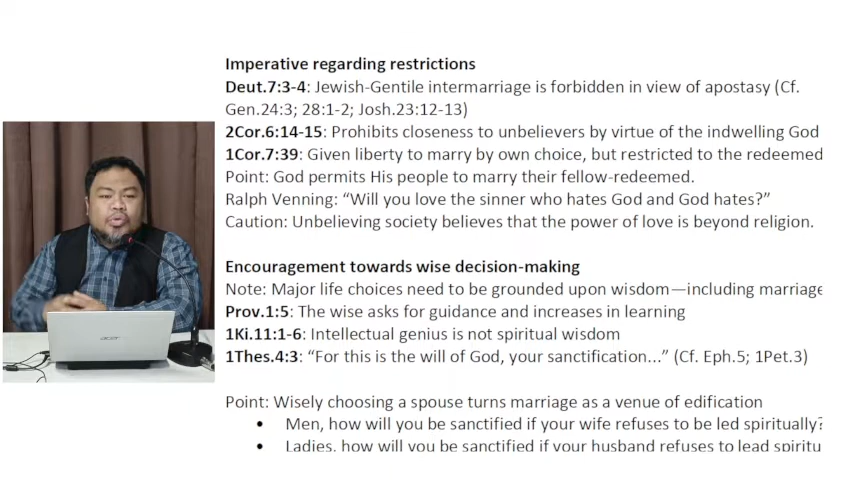 Imperative regarding restrictions
Deut.7:3-4: Jewish-Gentile intermarriage is forbidden in view of apostasy (Cf.
Gen.24:3; 28:1-2; Josh.23:12-13)
2Cor.6:14-15: Prohibits closeness to unbelievers by virtue of the indwelling God
1Cor.7:39: Given liberty to marry by own choice, but restricted to the redeemed
Point: God permits His people to marry their fellow-redeemed.
Ralph Venning: “Will you love the sinner who hates God and God hates?”
Caution: Unbelieving society believes that the power of love is beyond religion.
Encouragement towards wise decision-making
Note: Major life choices need to be grounded upon wisdom—including marriage
Prov.1:5: The wise asks for guidance and increases in learning
1Ki.11:1-6: Intellectual genius is not spiritual wisdom
1Thes.4:3: “For this is the will of God, your sanctification...” (Cf. Eph.5; 1Pet.3)
Point: Wisely choosing a spouse turns marriage as a venue of edification
• Men, how will you be sanctified if your wife refuses to be led spiritually?
• Ladies, how will you be sanctified if your husband refuses to lead spiritu
acer